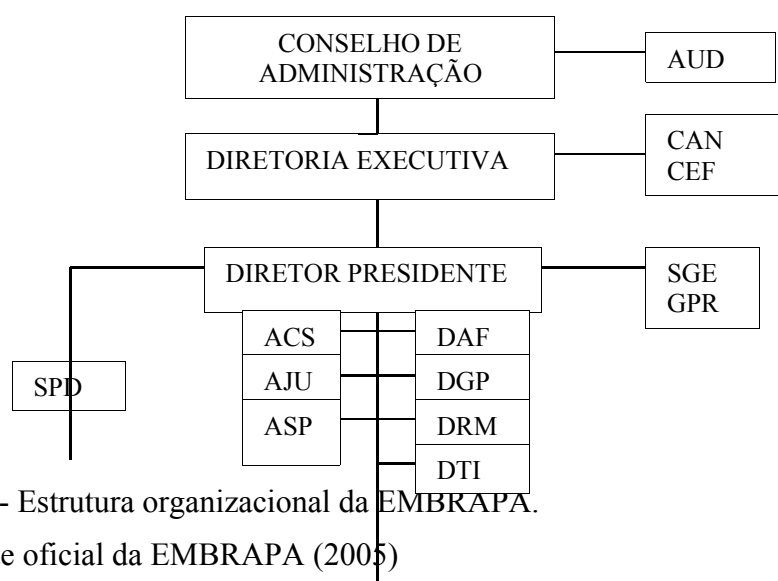 CONSELHO DE
ADMINISTRAÇÃO
AUD
DIRETORIA EXECUTIVA
CAN
CEF
DIRETOR PRESIDENTE
SGE
GPR
SPD
ACS
DAF
AJU
DGP
ASP
DRM
DTI
- Estrutura organizacional da EMBRAPA.
e oficial da EMBRAPA (2005)